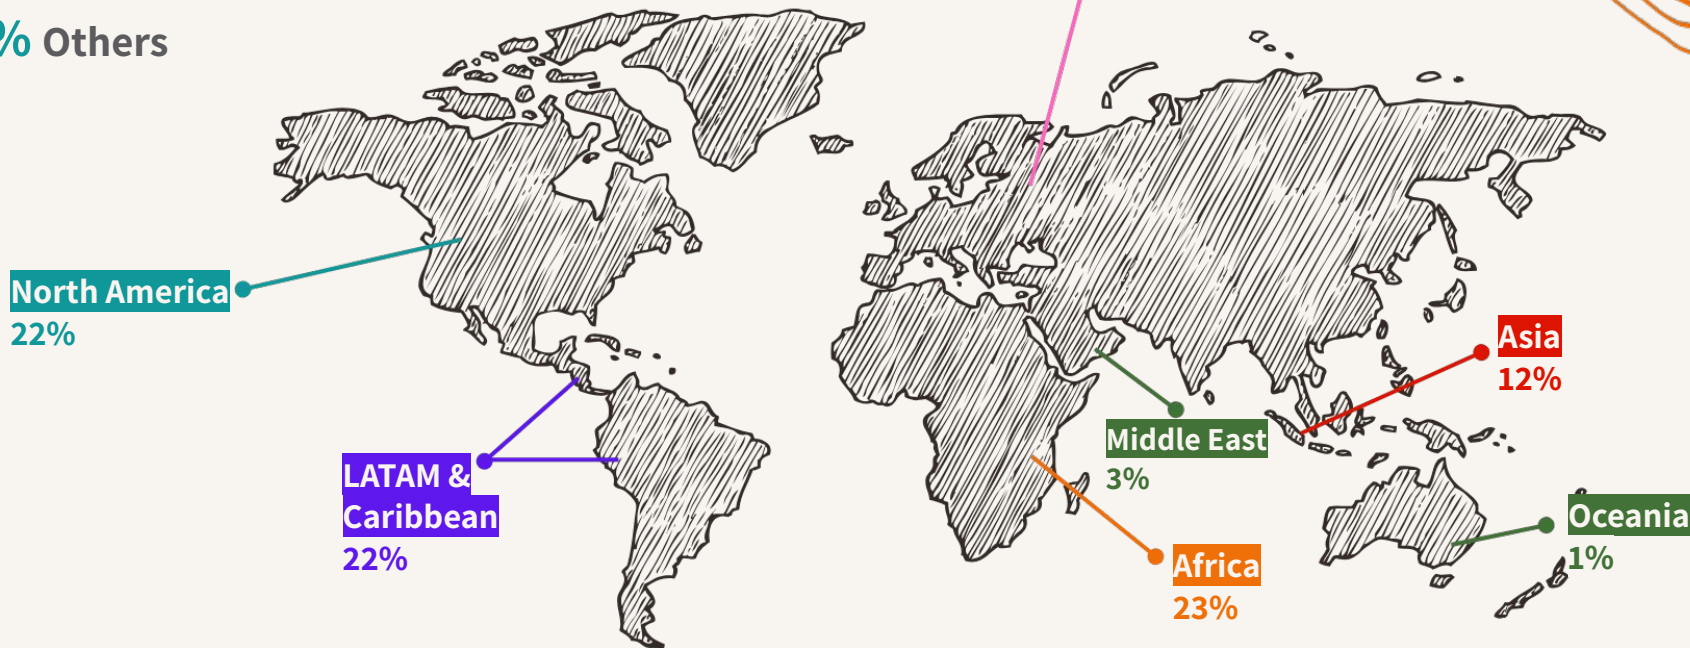 % Others
North America
22%
Asia
12%
Middle East
3%
LATAM &
Caribbean
22%
Oceania
1%
Africa
23%